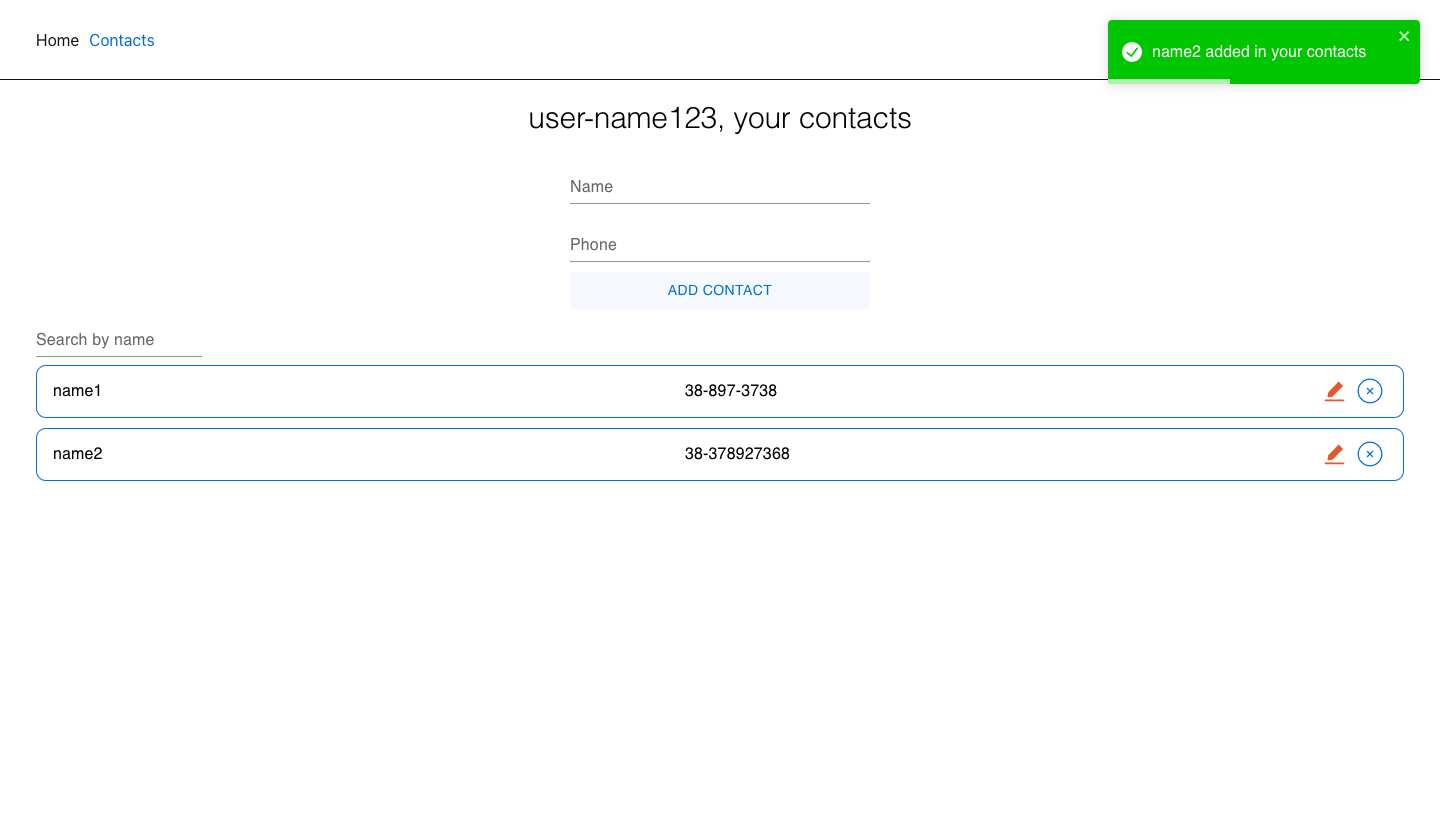 Home Contacts
name2 added in your contacts
user-name123, your contacts
Name
Phone
ADD CONTACT
Search by name
name1 38-897-3738
name2 38-378927368